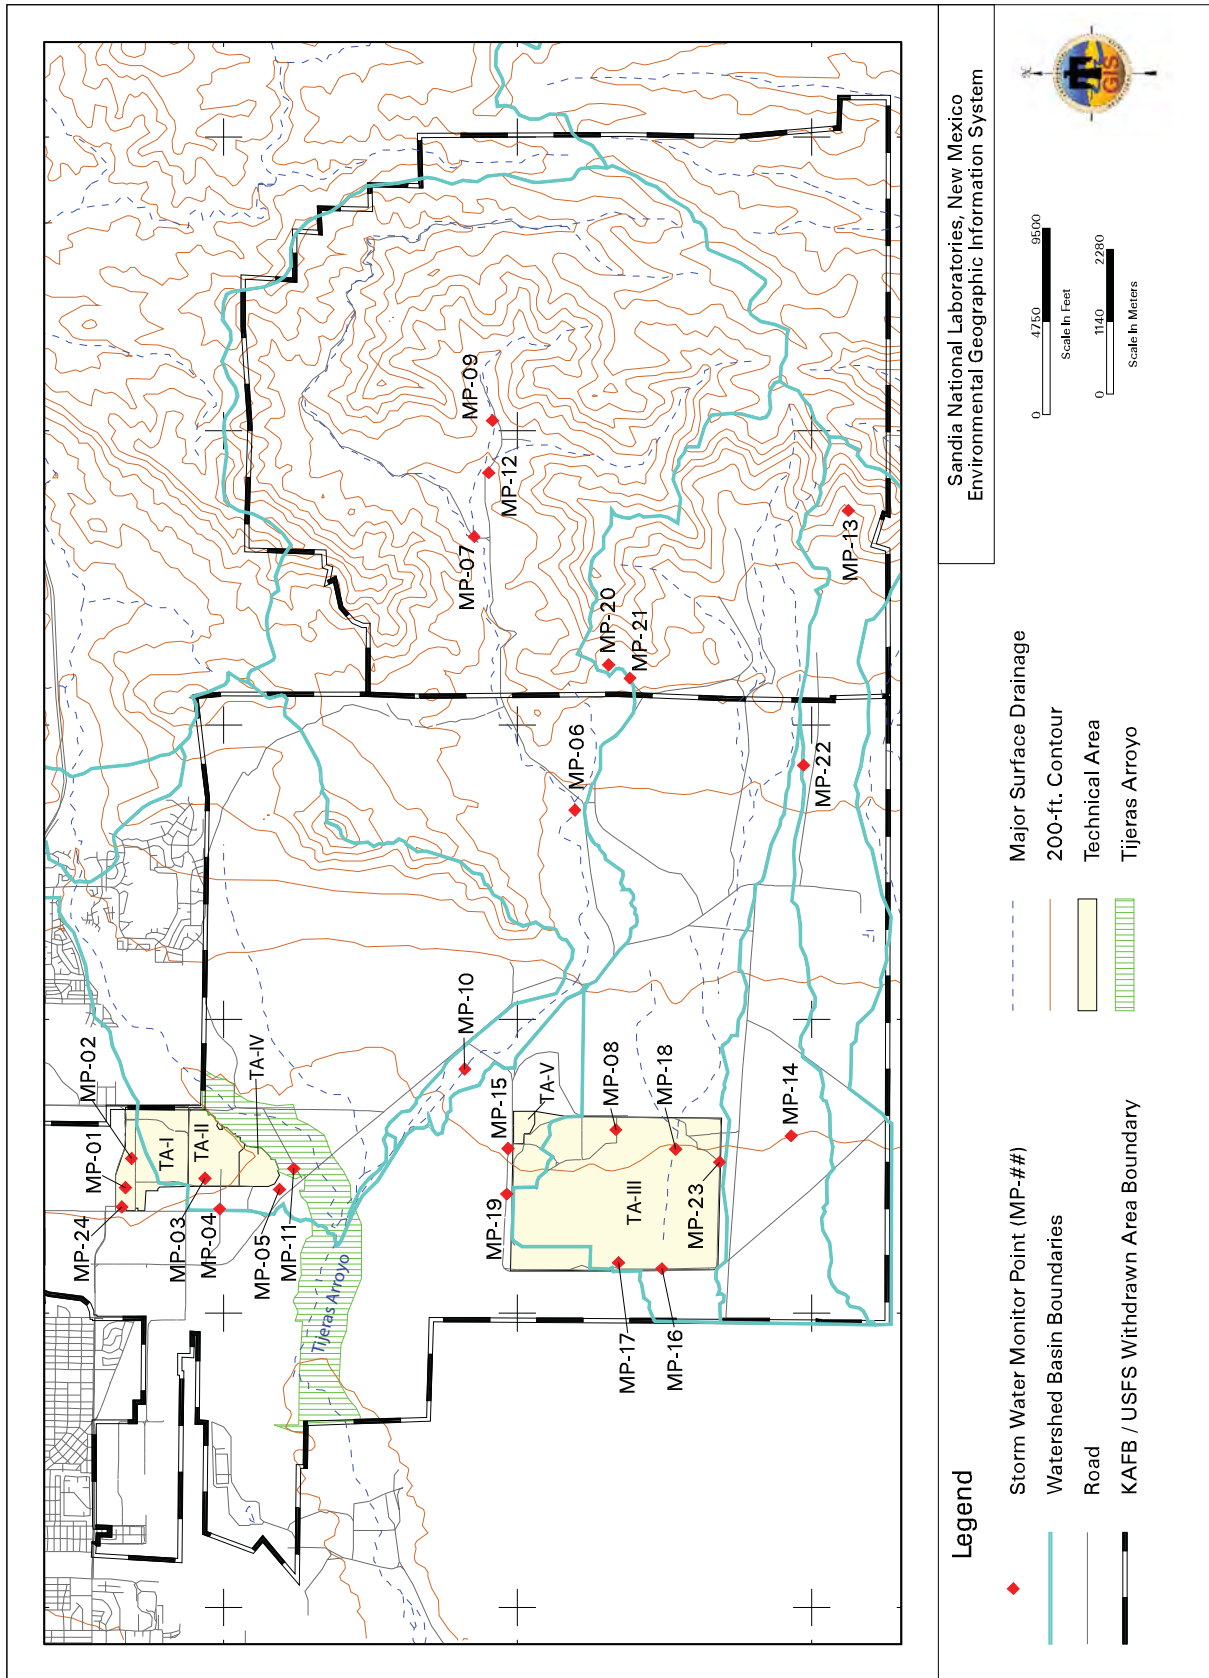 MP-24
MP-01
MP-02
TA-I
TA-II
TA-IV
MP-03
MP-04
MP-05
MP-11
Tijeras Arroyo
MP-10
MP-15
TA-V
MP-08
MP-18
MP-19
TA-III
MP-23
MP-14
MP-17
MP-16
MP-06
MP-22
MP-20
MP-21
MP-07
MP-12
MP-09
MP-13
Legend
Storm Water Monitor Point (MP-##)
Watershed Basin Boundaries
Road
KAFB / USFS Withdrawn Area Boundary
Major Surface Drainage
200-ft. Contour
Technical Area
Tijeras Arroyo
Sandia National Laboratories, New Mexico
Environmental Geographic Information System
0 4750 9500
Scale In Feet
0 1140 2280
Scale In Meters
GIS